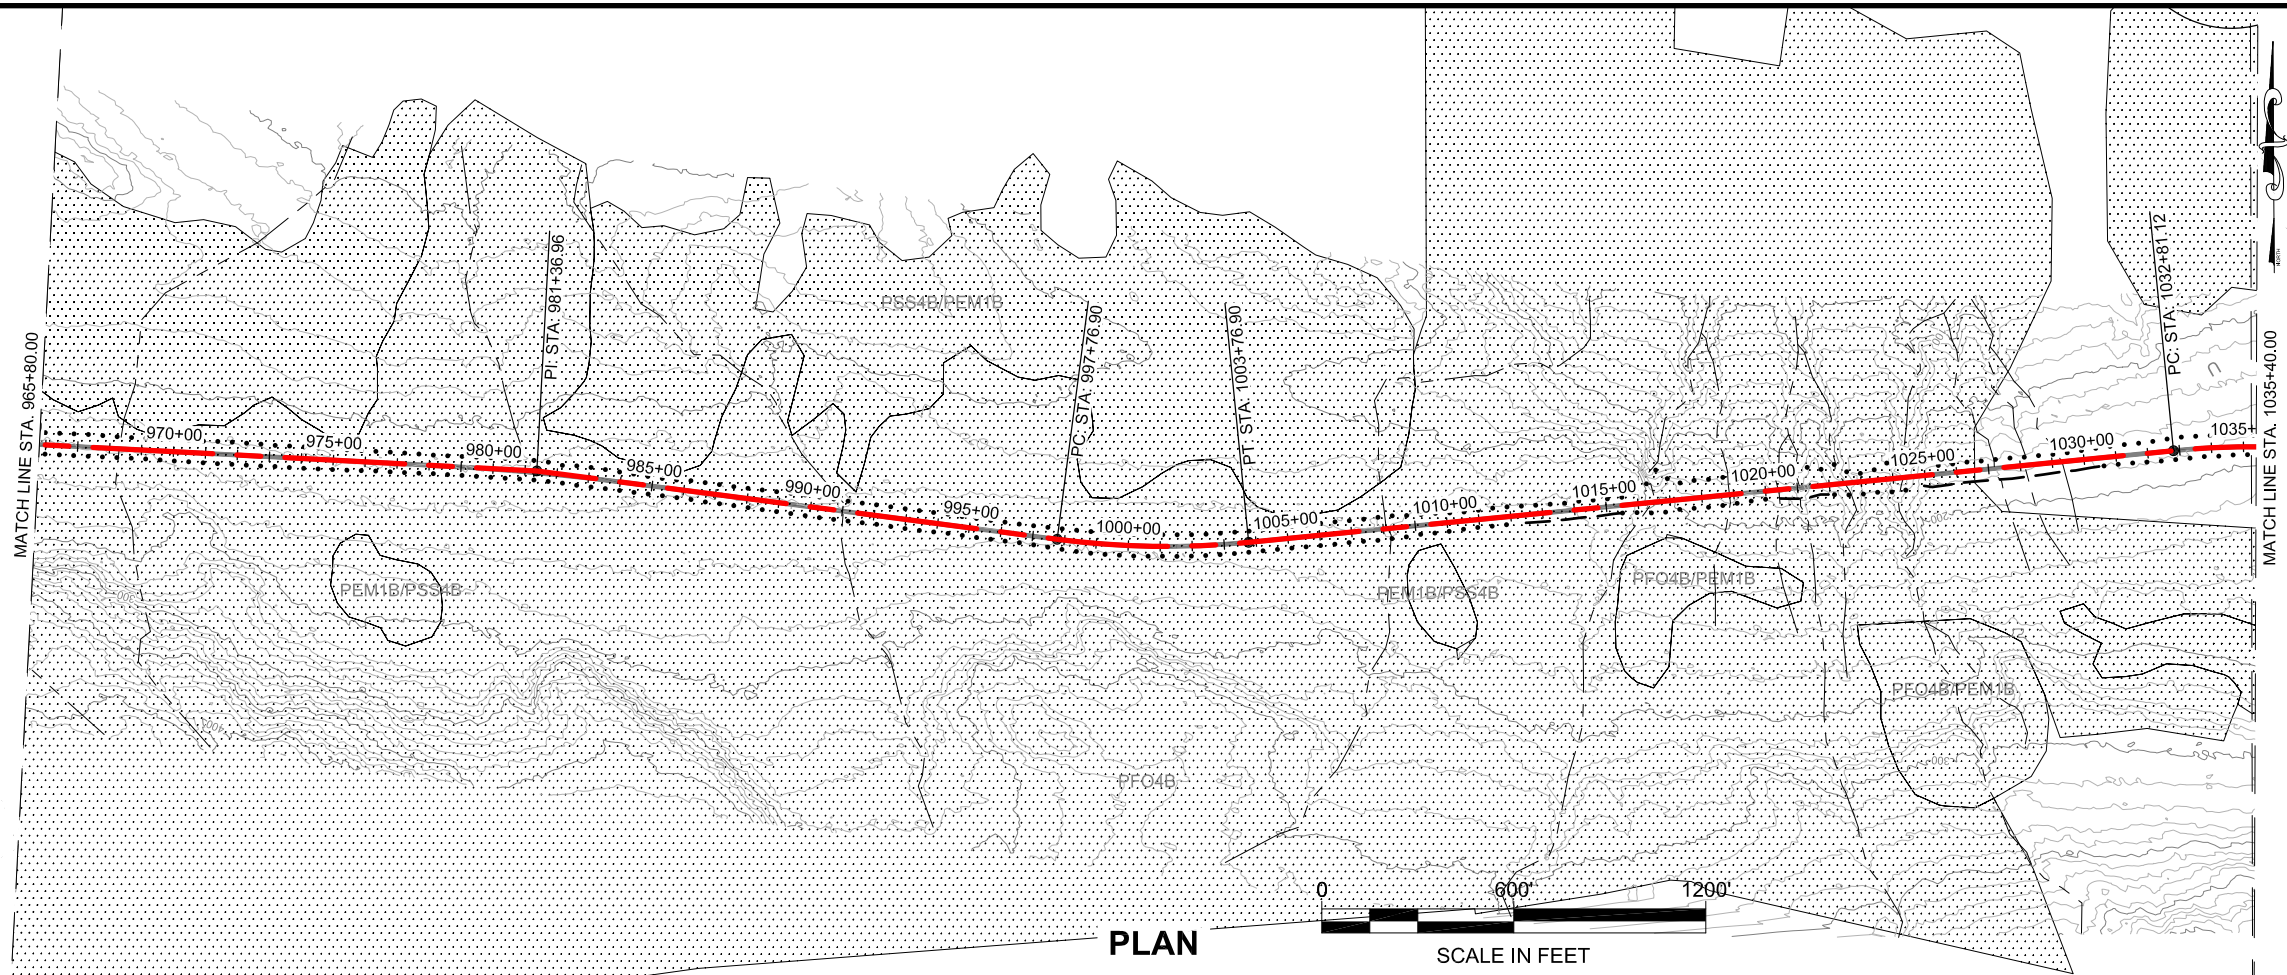 MATCH LINE STA. 965+80.00
970+00
975+00
980+00
PI: STA. 981+36.96
985+00
990+00
995+00
PC: STA. 997+76.90
1000+00
PT: STA. 1003+76.90
1005+00
1010+00
1015+00
1020+00
1025+00
1030+00
PC: STA. 1032+81.12
1035+
MATCH LINE STA. 1035+40.00
PSS4B/PEM1B
PEM1B/PSS4B
PEM1B/PSS4B
PFO4B/PEM1B
PFO4B/PEM1B
PFO4B
NORTH
300
1400
300
0 600' 1200'
PLAN
SCALE IN FEET